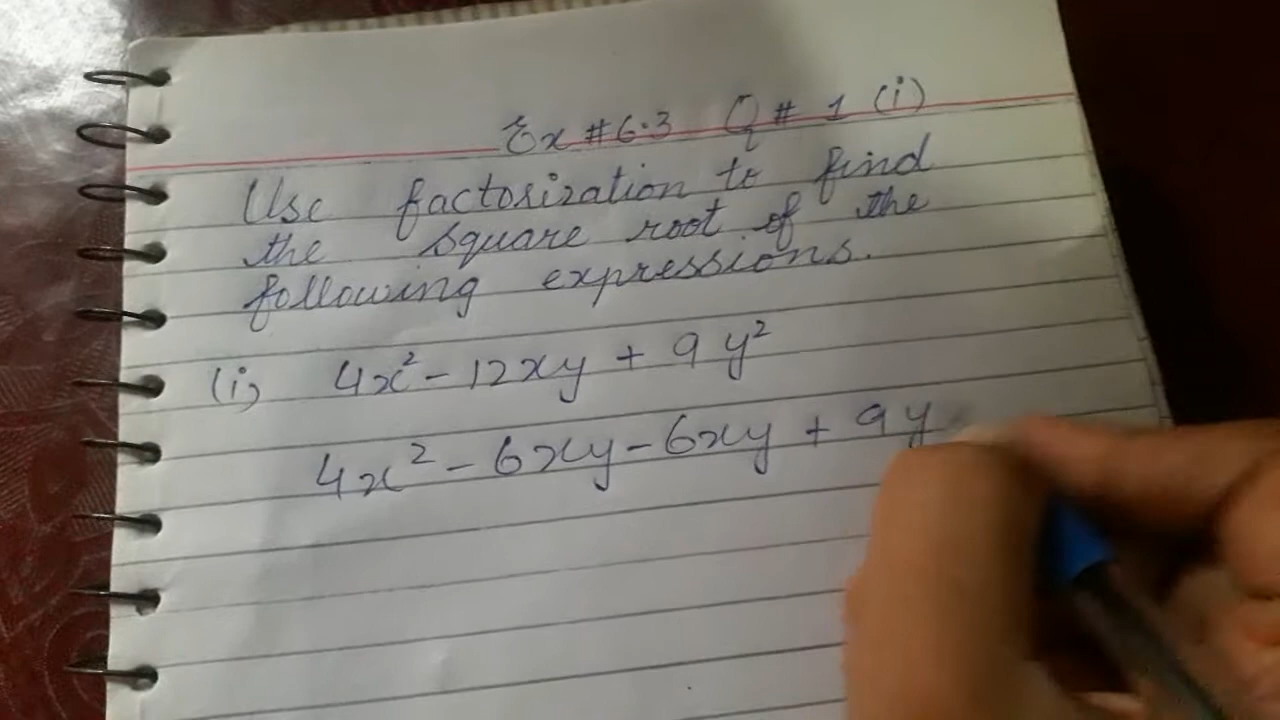 Ex # 6.3 Q # 1 (i)
Use factorization to find
the square root of the
following expressions.
(i) 4x² - 12xy + 9y²
4x² - 6xy - 6xy + 9y